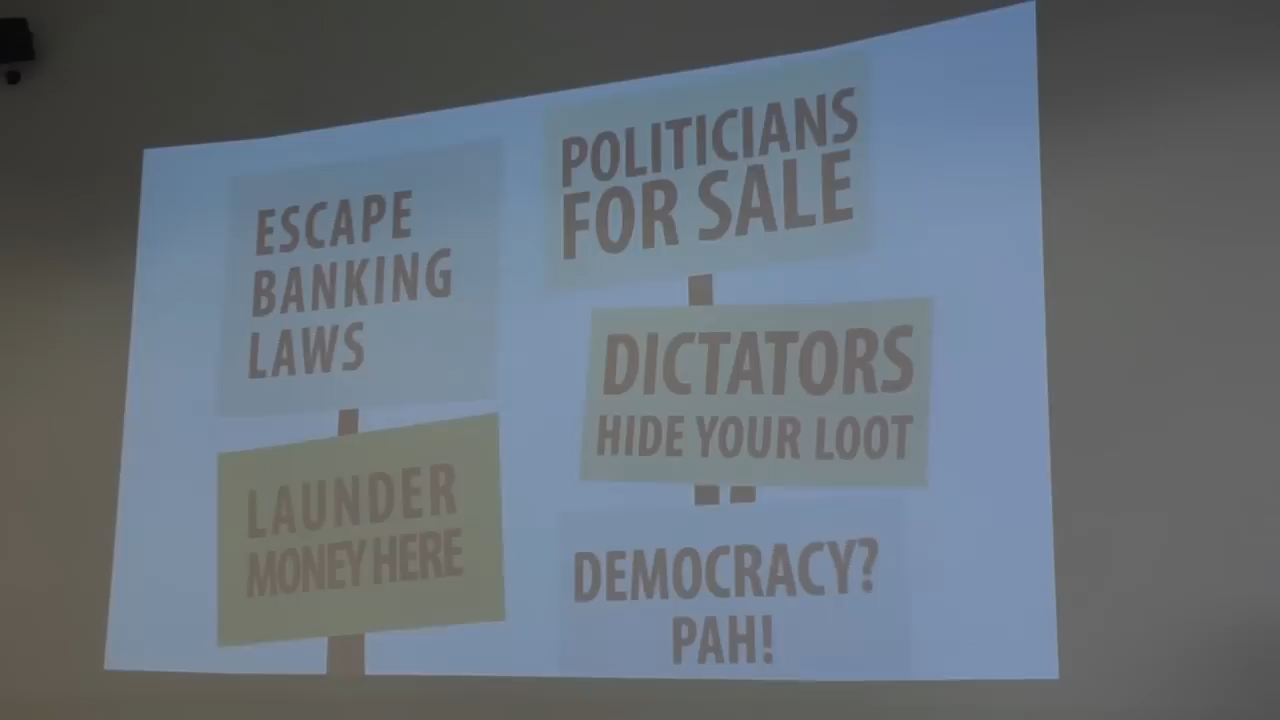 ESCAPE
BANKING
LAWS
LAUNDER
MONEY HERE
POLITICIANS
FOR SALE
DICTATORS
HIDE YOUR LOOT
DEMOCRACY?
PAH!